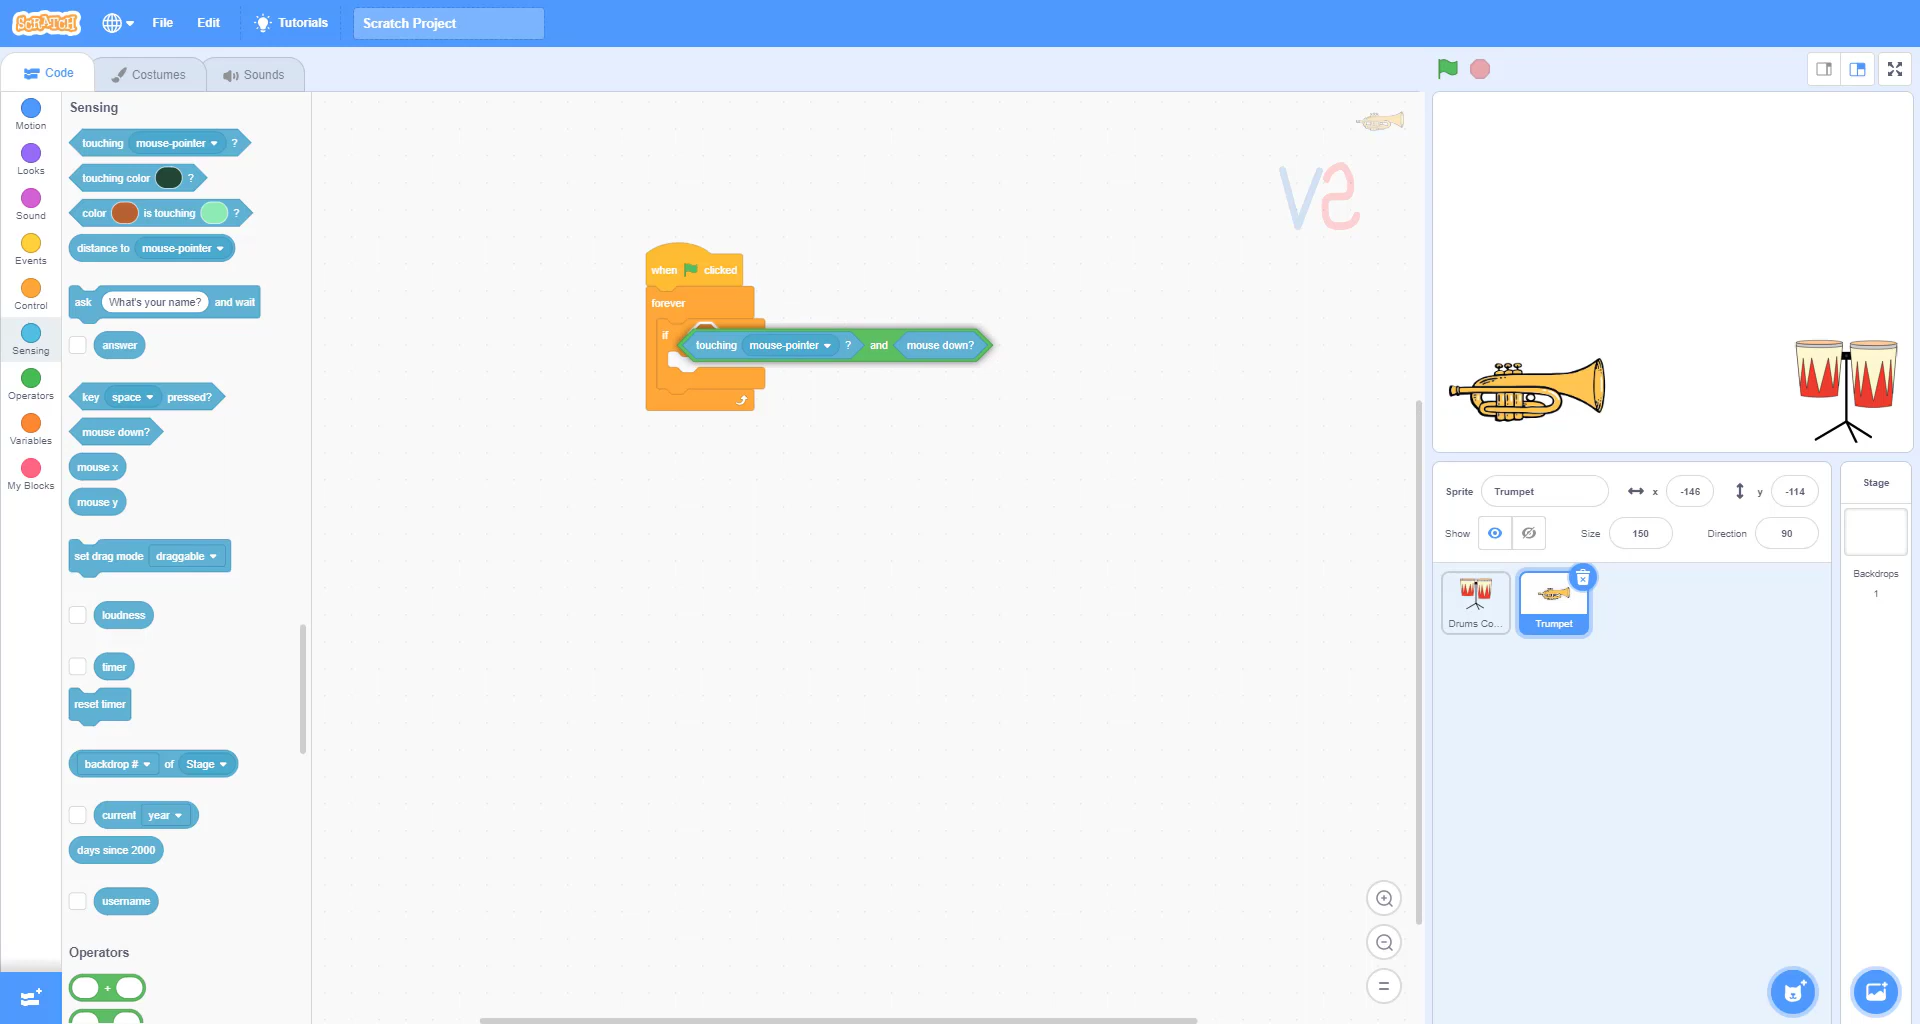 SCRATCH
File
Edit
Tutorials
Scratch Project
Code
Costumes
Sounds
Motion
Looks
Sound
Events
Control
Sensing
Operators
Variables
My Blocks
Sensing
touching mouse-pointer ?
touching color ?
color is touching ?
distance to mouse-pointer
ask What's your name? and wait
answer
key space pressed?
mouse down?
mouse x
mouse y
set drag mode draggable
loudness
timer
reset timer
backdrop # of Stage
current year
days since 2000
username
Operators
+
when clicked
forever
if
touching mouse-pointer ? and mouse down?
Sprite Trumpet x -146 y -114
Show Size 150 Direction 90
Drums Co...
Trumpet
Stage
Backdrops
1